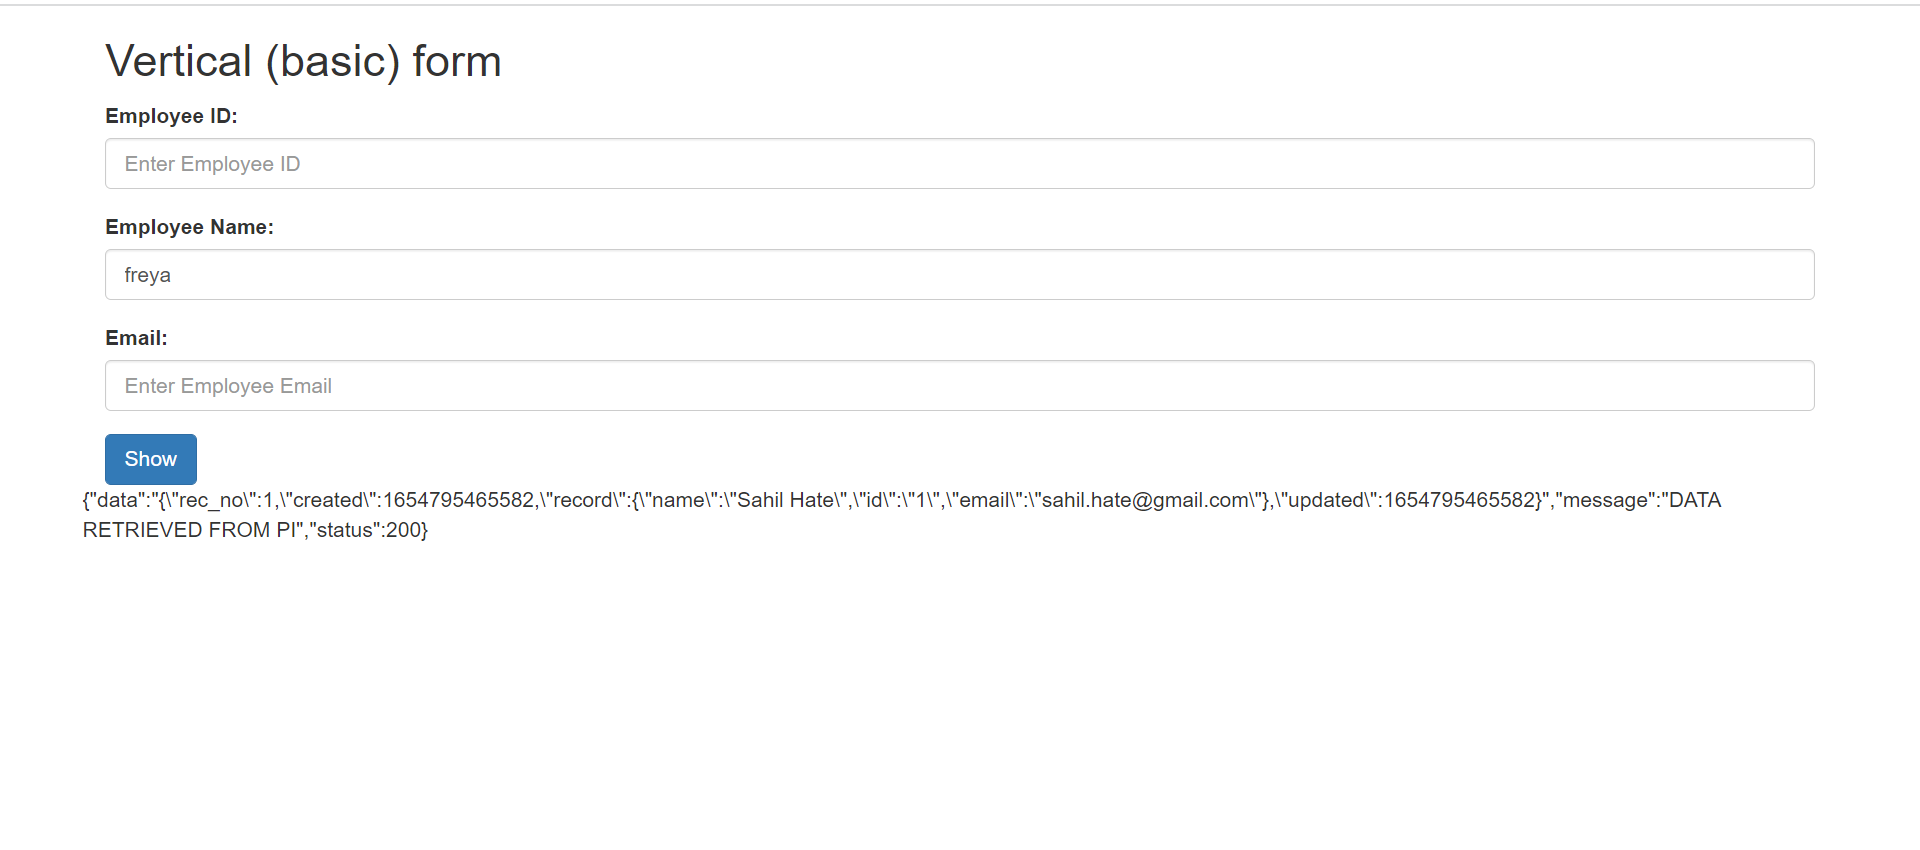 Vertical (basic) form
Employee ID:
Enter Employee ID
Employee Name:
freya
Email:
Enter Employee Email
Show
{"data":"{\"rec_no\":1,\"created\":1654795465582,\"record\":{\"name\":\"Sahil Hate\",\"id\":\"1\",\"email\":\"sahil.hate@gmail.com\"},\"updated\":1654795465582}","message":"DATA
RETRIEVED FROM PI","status":200}